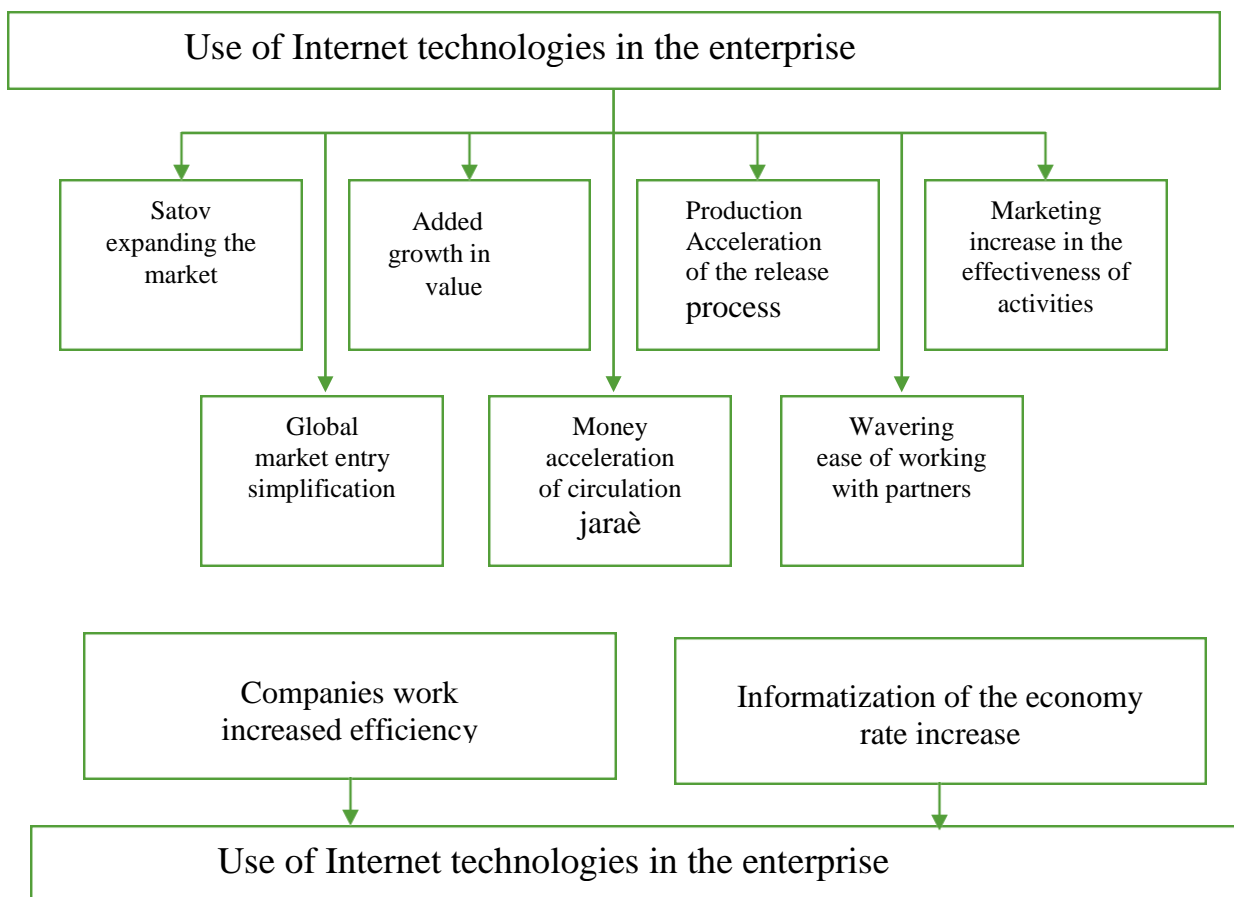 Use of Internet technologies in the enterprise
Satov
expanding the
market
Added
growth in
value
Production
Acceleration
of the release
process
Marketing
increase in the
effectiveness of
activities
Global
market entry
simplification
Money
acceleration
of circulation
jaraè
Wavering
ease of working
with partners
Companies work
increased efficiency
Informatization of the economy
rate increase
Use of Internet technologies in the enterprise